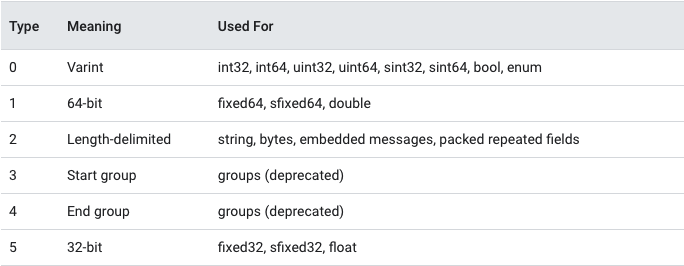 Type Meaning Used For
0 Varint int32, int64, uint32, uint64, sint32, sint64, bool, enum
1 64-bit fixed64, sfixed64, double
2 Length-delimited string, bytes, embedded messages, packed repeated fields
3 Start group groups (deprecated)
4 End group groups (deprecated)
5 32-bit fixed32, sfixed32, float